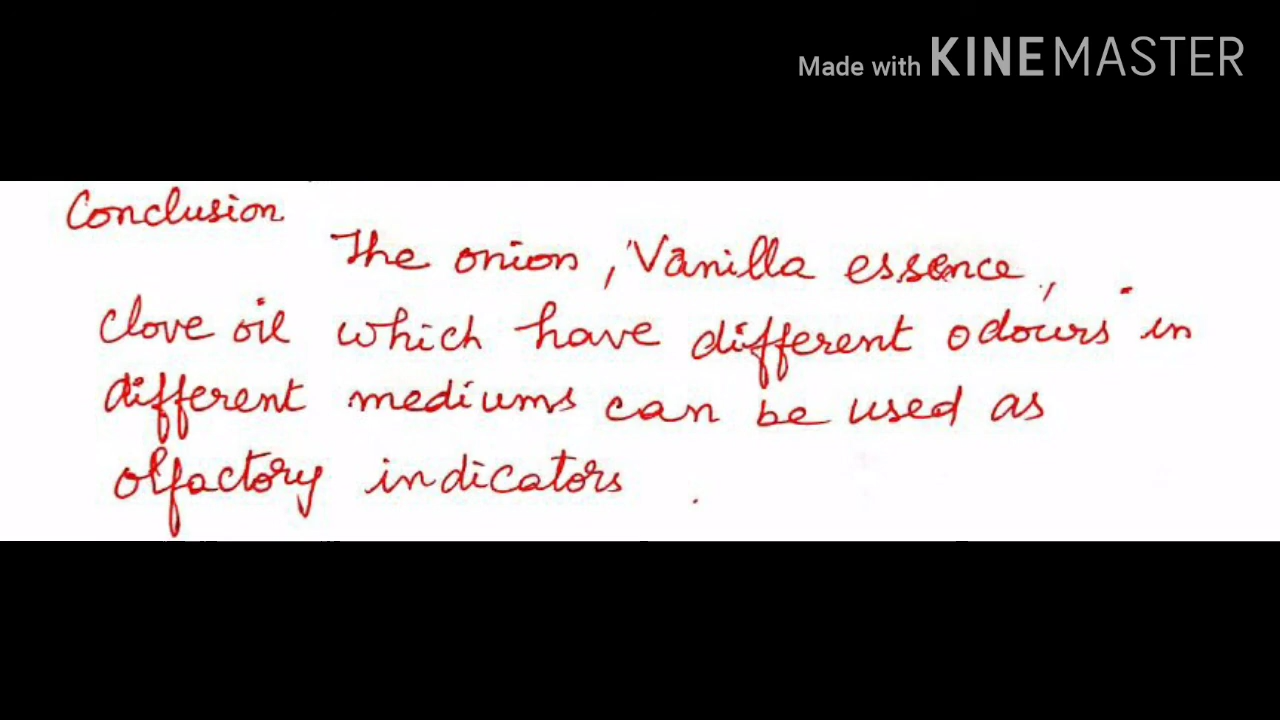 Made with KINEMASTER
Conclusion
The onion, Vanilla essence,
clove oil which have different odours in
different mediums can be used as
olfactory indicators.